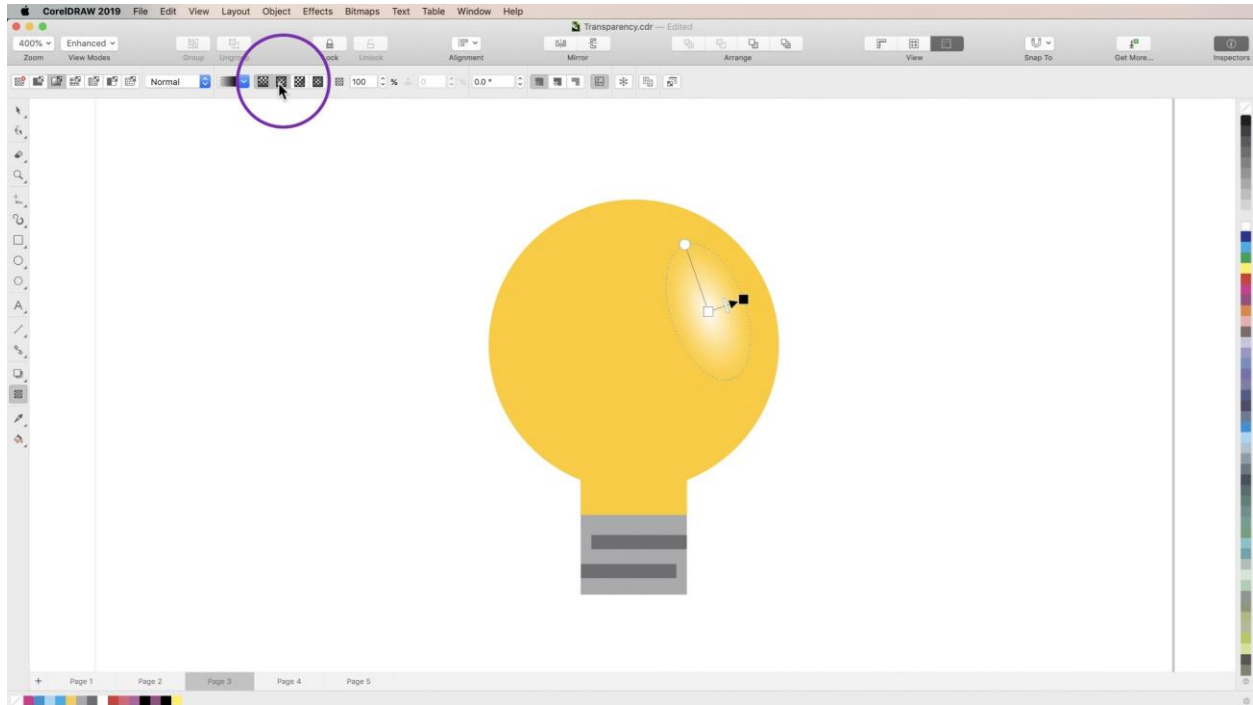 CorelDRAW 2019 File Edit View Layout Object Effects Bitmaps Text Table Window Help
Transparency.cdr — Edited
400% Enhanced
Zoom View Modes Group Ungroup Lock Unlock Alignment Mirror Arrange View Snap To Get More... Inspectors
Normal 100 % 0 % 0.0 °
+ Page 1 Page 2 Page 3 Page 4 Page 5